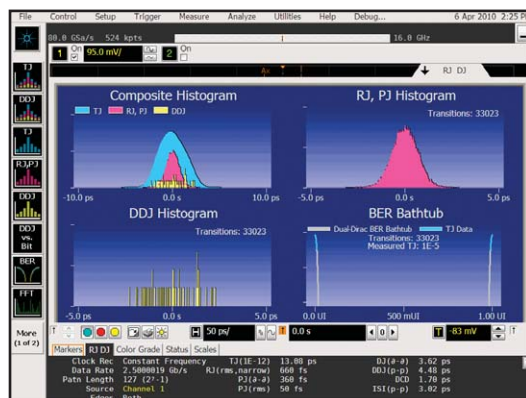 File Control Setup Trigger Measure Analyze Utilities Help Debug... 6 Apr 2010 2:25 PM
80.0 GSa/s 524 kpts 16.0 GHz
1 On 95.0 mV/ 2 On
RJ DJ
TJ
DDJ
TJ
RJ,PJ
DDJ
DDJ vs. Bit
BER
FFT
More (1 of 2)
Composite Histogram
TJ RJ, PJ DDJ
-10.0 ps 0.0 s 10.0 ps
RJ, PJ Histogram
Transitions: 33023
-5.0 ps 0.0 s 5.0 ps
DDJ Histogram
Transitions: 33023
-5.0 ps 0.0 s 5.0 ps
BER Bathtub
Dual-Dirac BER Bathtub TJ Data
Transitions: 33023
Measured TJ: 1E-5
0.0 UI 500 mUI 1.00 UI
H 50 ps/ 0.0 s 0 T -83 mV
Markers RJ DJ Color Grade Status Scales
Clock Rec Constant Frequency TJ(1E-12) 13.08 ps DJ(∂-∂) 3.62 ps
Data Rate 2.5000019 Gb/s RJ(rms,narrow) 660 fs DDJ(p-p) 4.48 ps
Patn Length 127 (2⁷-1) PJ(∂-∂) 360 fs DCD 1.70 ps
Source Channel 1 PJ(rms) 50 fs ISI(p-p) 3.02 ps
Edges Both